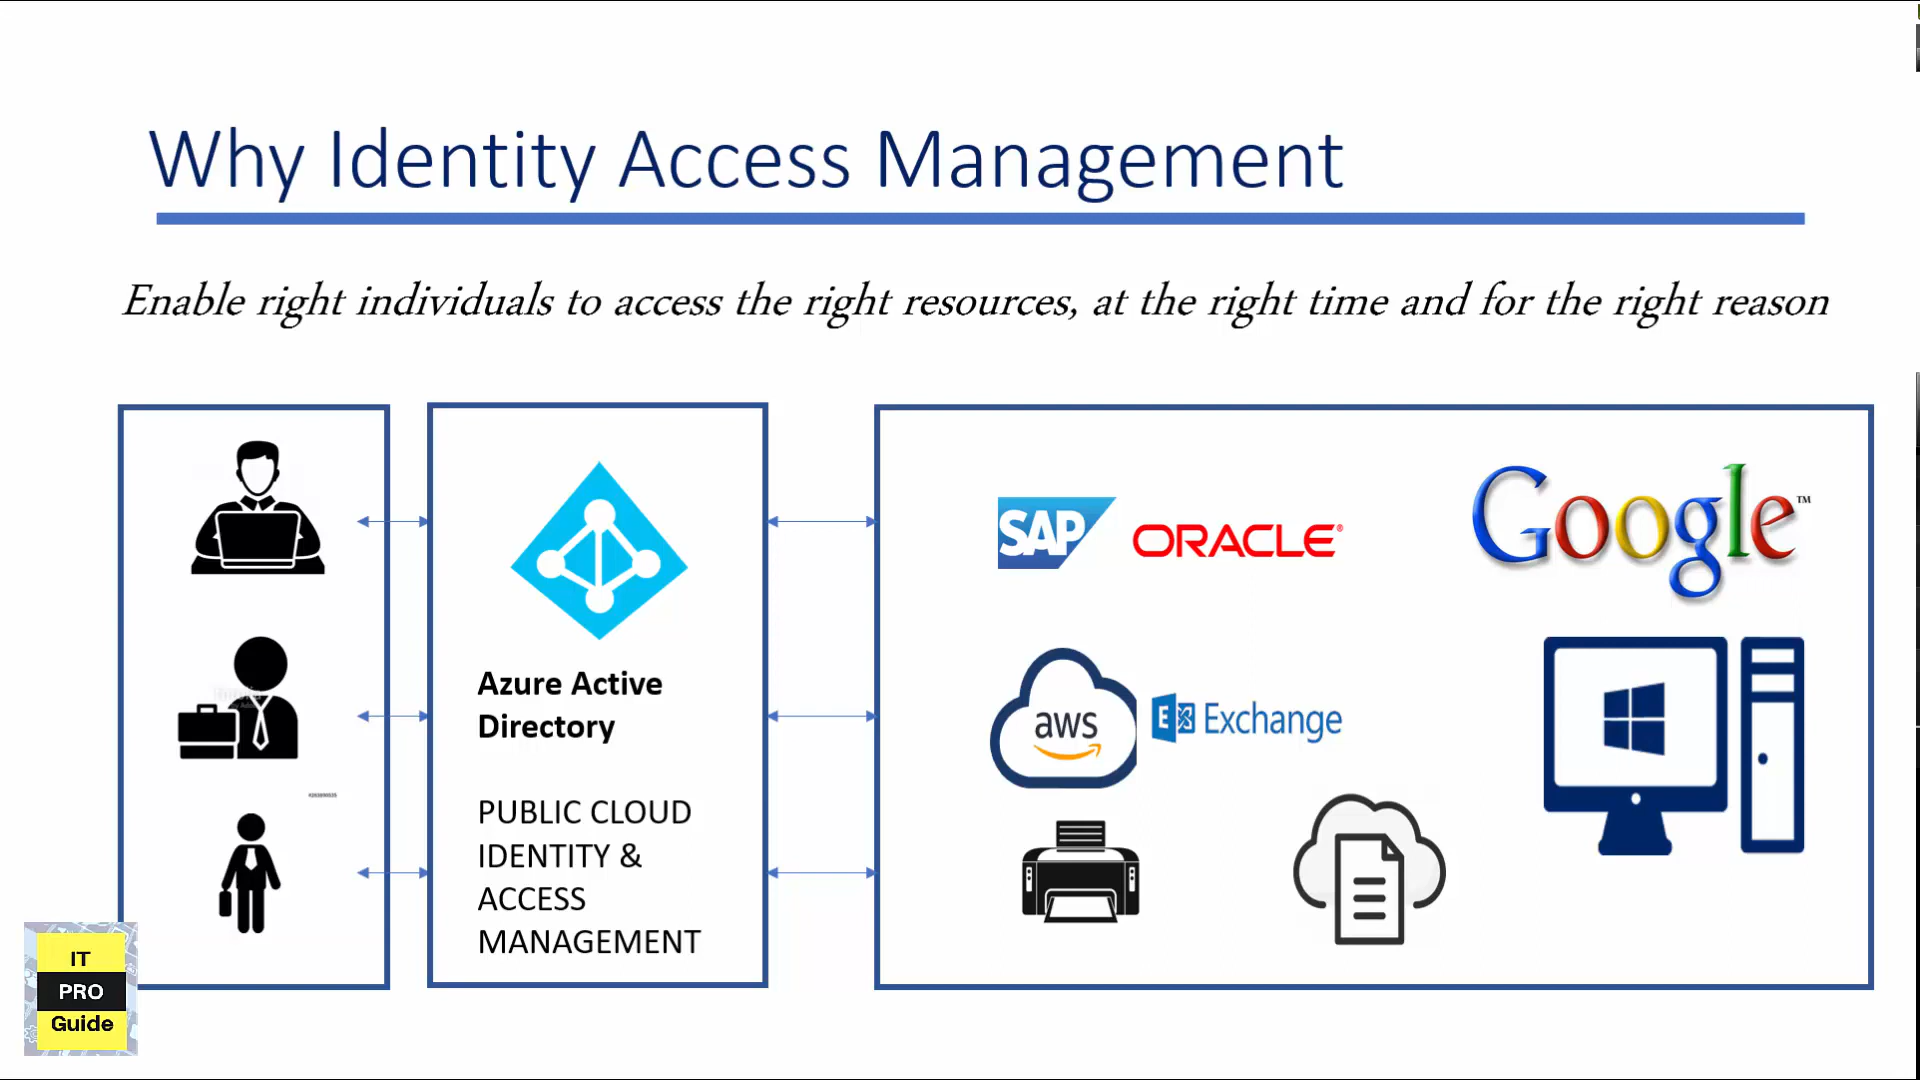 Why Identity Access Management
Enable right individuals to access the right resources, at the right time and for the right reason
Azure Active
Directory
PUBLIC CLOUD
IDENTITY &
ACCESS
MANAGEMENT
SAP
ORACLE®
Google™
aws
Exchange
IT
PRO
Guide